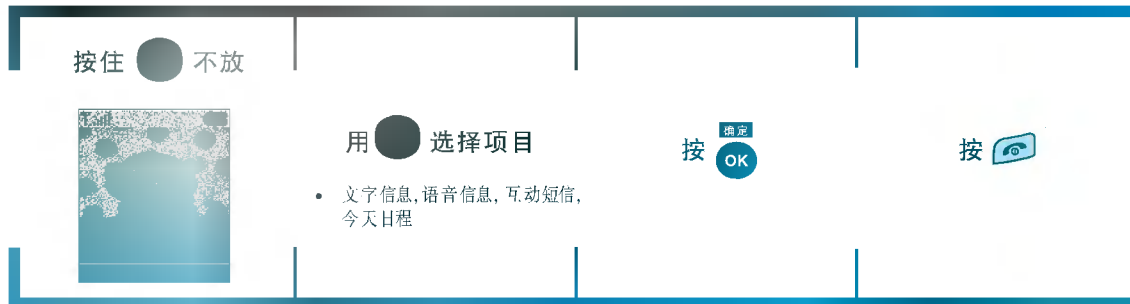 按住 不放
用 选择项目
• 文字信息, 语音信息, 互动短信,
今天日程
按 确定 OK
按